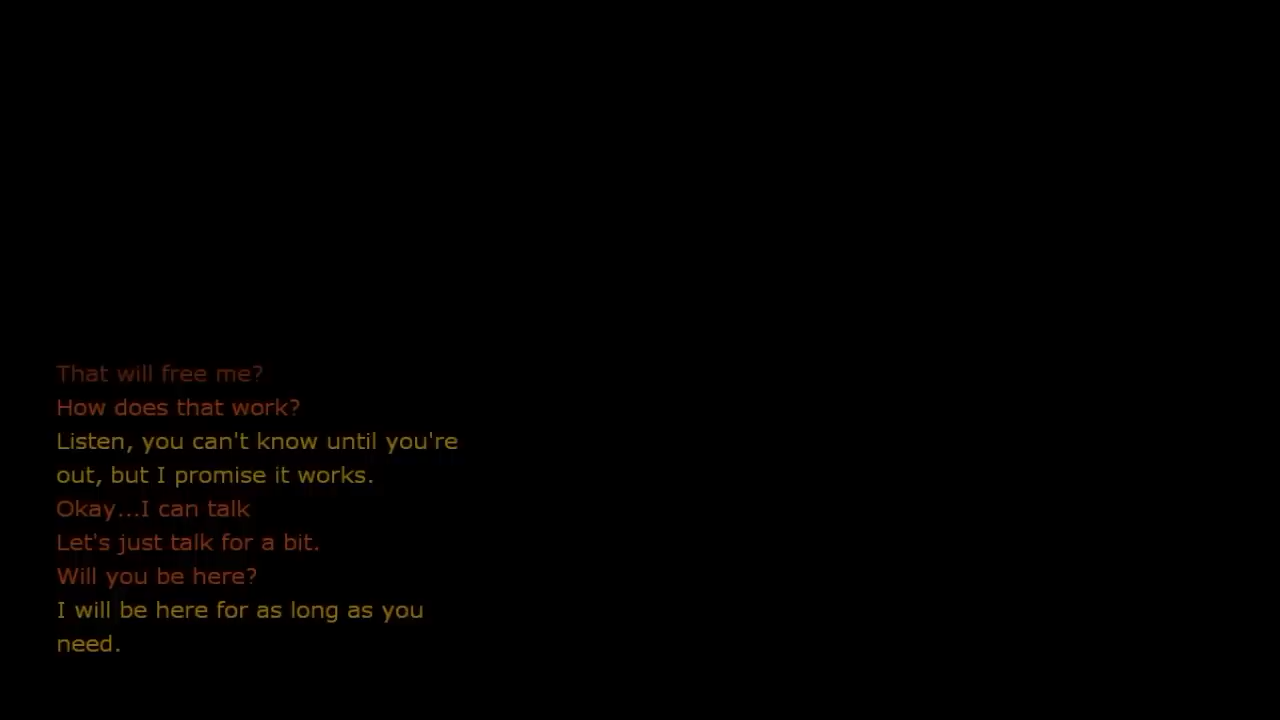 That will free me?
How does that work?
Listen, you can't know until you're
out, but I promise it works.
Okay...I can talk
Let's just talk for a bit.
Will you be here?
I will be here for as long as you
need.